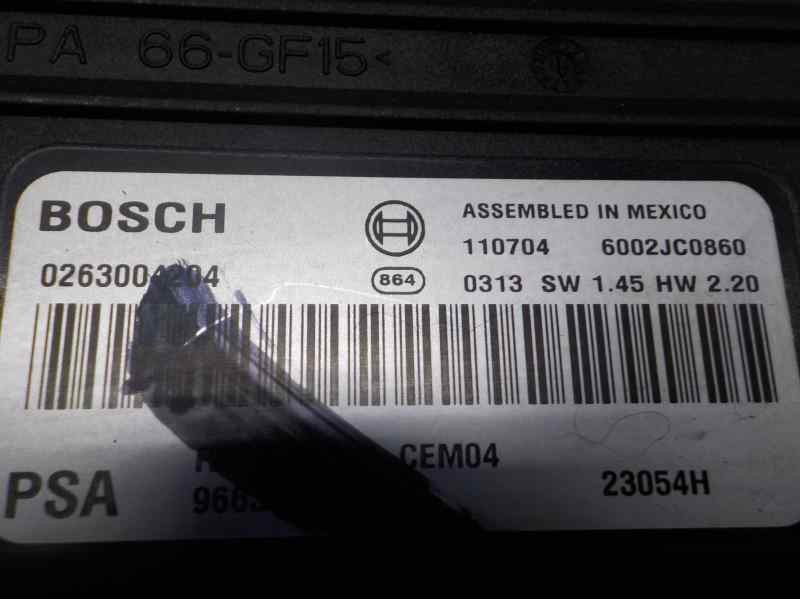 PA 66-GF15<
BOSCH
ASSEMBLED IN MEXICO
110704 6002JC0860
0263004204
864
0313 SW 1.45 HW 2.20
CEM04
PSA
23054H